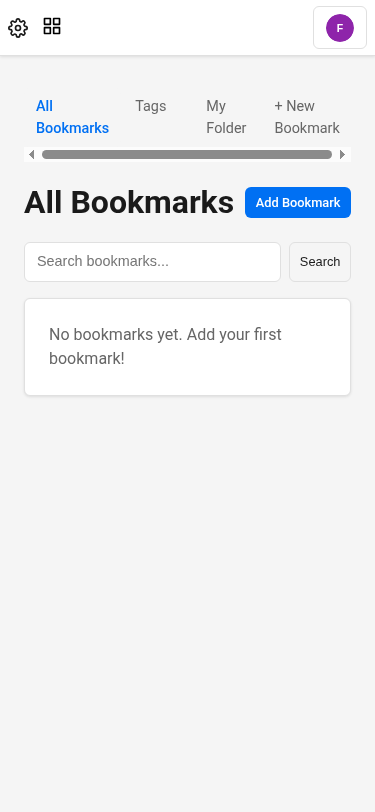 F
All
Bookmarks
Tags
My
Folder
+ New
Bookmark
All Bookmarks
Add Bookmark
Search bookmarks...
Search
No bookmarks yet. Add your first
bookmark!